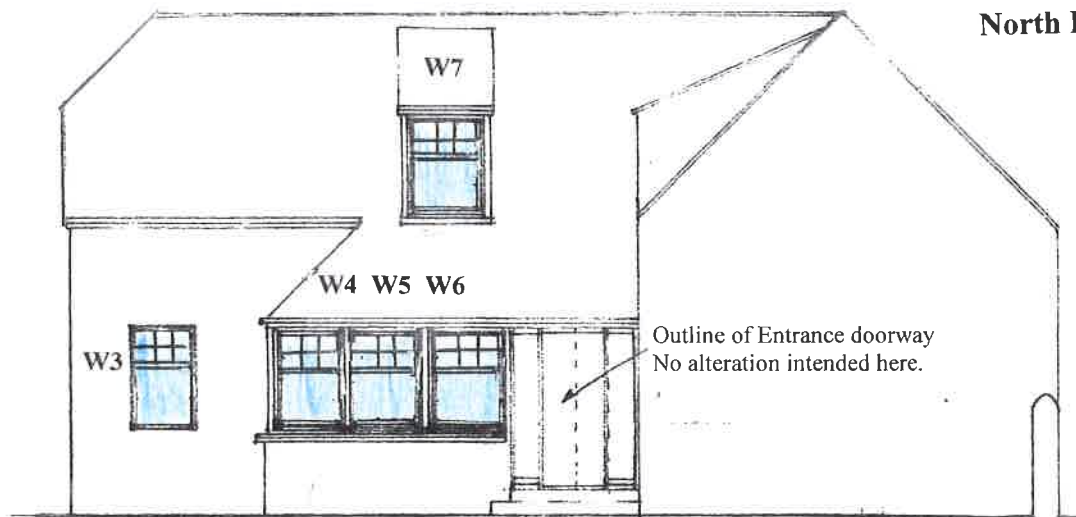 North
W7
W4 W5 W6
W3
Outline of Entrance doorway
No alteration intended here.